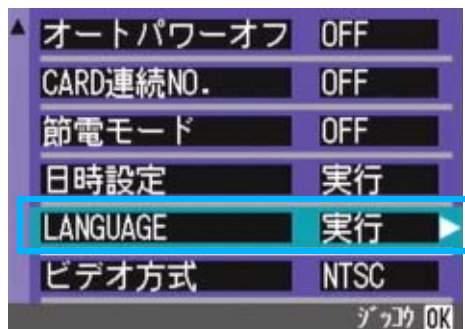 オートパワーオフ OFF
CARD連続NO. OFF
節電モード OFF
日時設定 実行
LANGUAGE 実行
ビデオ方式 NTSC
ジッコウ OK